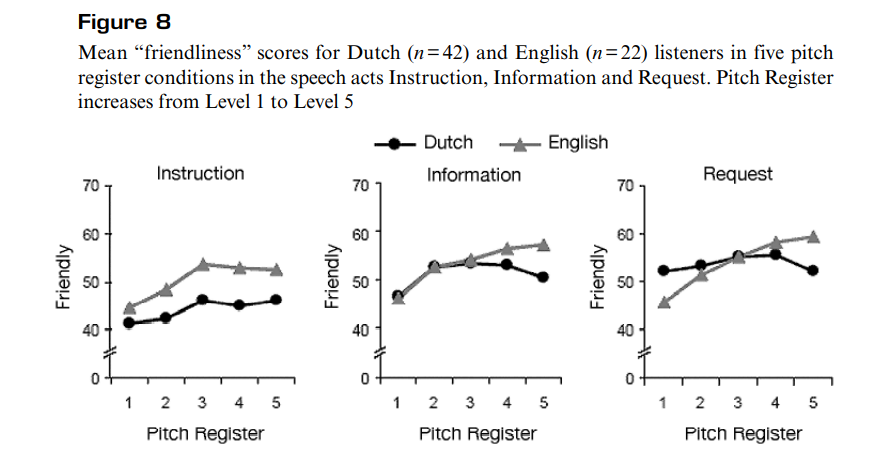 Figure 8
Mean “friendliness” scores for Dutch (n=42) and English (n=22) listeners in five pitch
register conditions in the speech acts Instruction, Information and Request. Pitch Register
increases from Level 1 to Level 5
Dutch English
Instruction
70
60
50
40
0
Friendly
1 2 3 4 5
Pitch Register
Information
70
60
50
40
0
Friendly
1 2 3 4 5
Pitch Register
Request
70
60
50
40
0
Friendly
1 2 3 4 5
Pitch Register